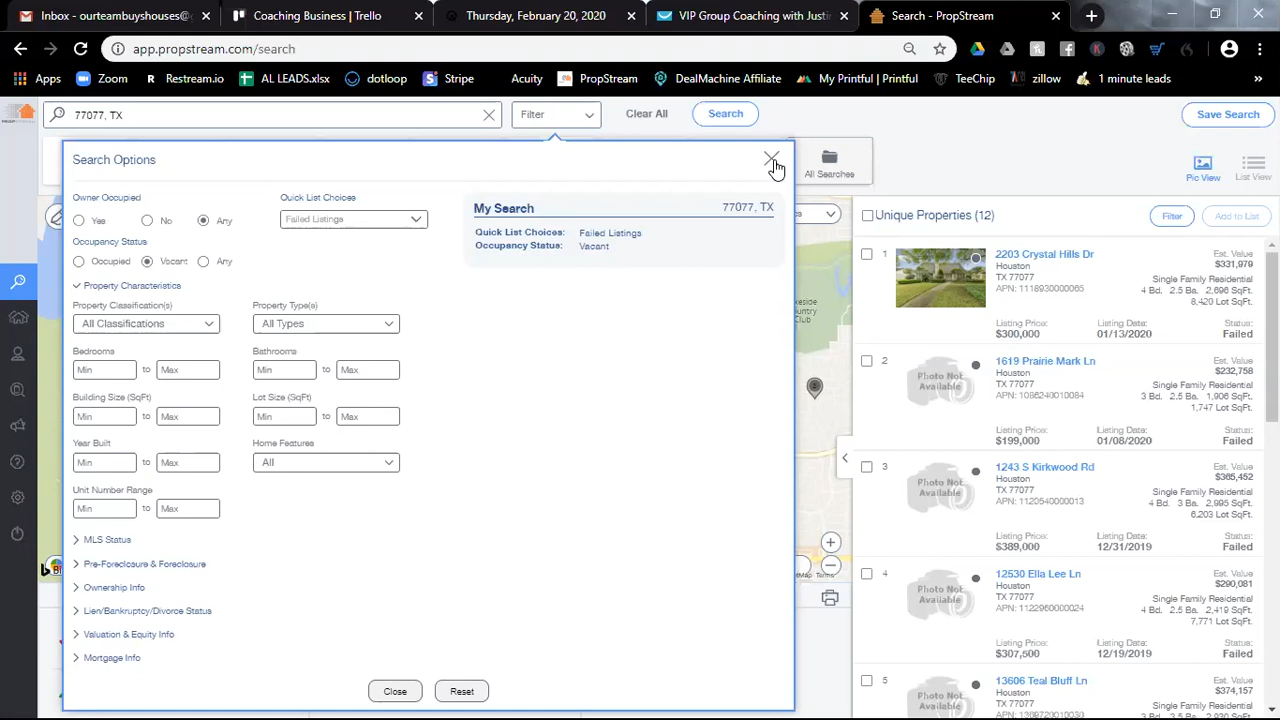 Inbox - ourteambuyshouses@g
Coaching Business | Trello
Thursday, February 20, 2020
VIP Group Coaching with Justi
Search - PropStream
app.propstream.com/search
Apps
Zoom
Restream.io
AL LEADS.xlsx
dotloop
Stripe
Acuity
PropStream
DealMachine Affiliate
My Printful | Printful
TeeChip
zillow
1 minute leads
77077, TX
Filter
Clear All
Search
Save Search
Search Options
All Searches
Pic View
List View
Owner Occupied
Quick List Choices
Yes
No
Any
Failed Listings
Occupancy Status
Occupied
Vacant
Any
My Search
77077, TX
Quick List Choices: Failed Listings
Occupancy Status: Vacant
Property Characteristics
Property Classification(s)
Property Type(s)
All Classifications
All Types
Bedrooms
Bathrooms
Min to Max
Min to Max
Building Size (SqFt)
Lot Size (SqFt)
Min to Max
Min to Max
Year Built
Home Features
Min to Max
All
Unit Number Range
Min to Max
MLS Status
Pre-Foreclosure & Foreclosure
Ownership Info
Lien/Bankruptcy/Divorce Status
Valuation & Equity Info
Mortgage Info
Close
Reset
Unique Properties (12)
Filter
Add to List
1
2203 Crystal Hills Dr
Houston
TX 77077
APN: 1118930000065
Est. Value
$331,979
Single Family Residential
4 Bd. 2.5 Ba. 2,696 SqFt.
8,420 Lot SqFt.
Listing Price: $300,000
Listing Date: 01/13/2020
Status: Failed
2
Photo Not
Available
1619 Prairie Mark Ln
Houston
TX 77077
APN: 1086240010084
Est. Value
$232,758
Single Family Residential
3 Bd. 2.5 Ba. 1,906 SqFt.
1,747 Lot SqFt.
Listing Price: $199,000
Listing Date: 01/08/2020
Status: Failed
3
Photo Not
Available
1243 S Kirkwood Rd
Houston
TX 77077
APN: 1120540000013
Est. Value
$365,452
Single Family Residential
4 Bd. 3 Ba. 2,995 SqFt.
6,203 Lot SqFt.
Listing Price: $389,000
Listing Date: 12/31/2019
Status: Failed
4
Photo Not
Available
12530 Ella Lee Ln
Houston
TX 77077
APN: 1122960000024
Est. Value
$290,081
Single Family Residential
4 Bd. 2.5 Ba. 2,419 SqFt.
7,771 Lot SqFt.
Listing Price: $307,500
Listing Date: 12/19/2019
Status: Failed
5
Photo Not
13606 Teal Bluff Ln
Houston
TX 77077
Est. Value
$374,157
Single Family Residential